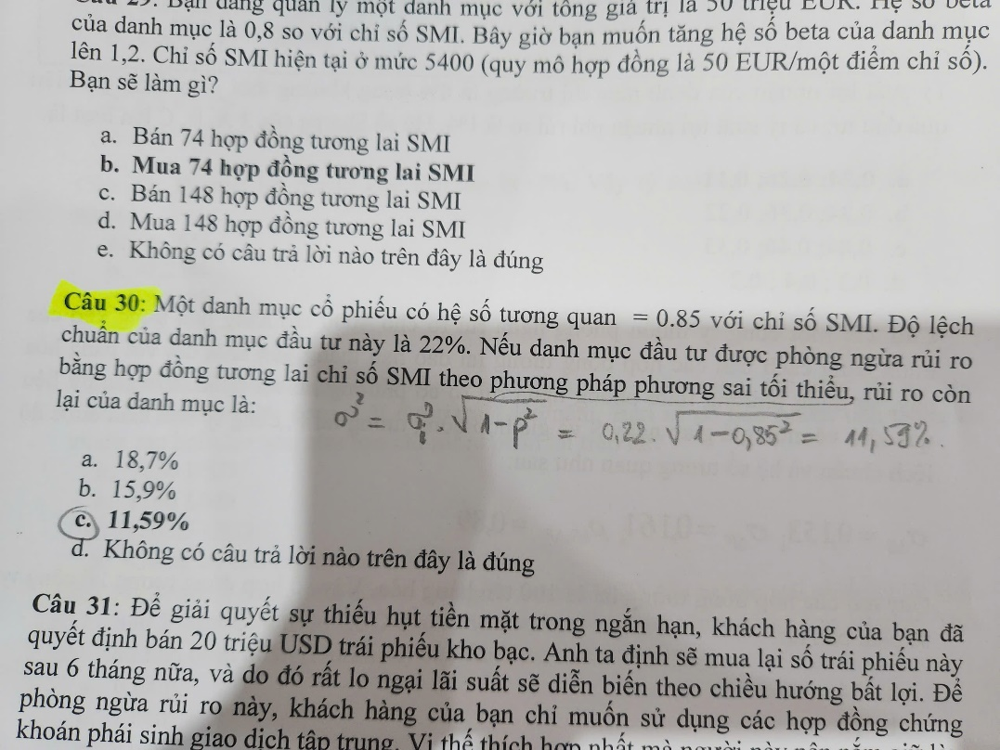 Bạn đang quản lý một danh mục với tổng giá trị là 50 triệu EUR. Hệ số beta
của danh mục là 0,8 so với chỉ số SMI. Bây giờ bạn muốn tăng hệ số beta của danh mục
lên 1,2. Chỉ số SMI hiện tại ở mức 5400 (quy mô hợp đồng là 50 EUR/một điểm chỉ số).
Bạn sẽ làm gì?
a. Bán 74 hợp đồng tương lai SMI
b. Mua 74 hợp đồng tương lai SMI
c. Bán 148 hợp đồng tương lai SMI
d. Mua 148 hợp đồng tương lai SMI
e. Không có câu trả lời nào trên đây là đúng
Câu 30: Một danh mục cổ phiếu có hệ số tương quan = 0.85 với chỉ số SMI. Độ lệch
chuẩn của danh mục đầu tư này là 22%. Nếu danh mục đầu tư được phòng ngừa rủi ro
bằng hợp đồng tương lai chỉ số SMI theo phương pháp phương sai tối thiểu, rủi ro còn
lại của danh mục là:
= √1-ρ² = 0,22. √1-0,85² = 11,59%.
a. 18,7%
b. 15,9%
c. 11,59%
d. Không có câu trả lời nào trên đây là đúng
Câu 31: Để giải quyết sự thiếu hụt tiền mặt trong ngắn hạn, khách hàng của bạn đã
quyết định bán 20 triệu USD trái phiếu kho bạc. Anh ta định sẽ mua lại số trái phiếu này
sau 6 tháng nữa, và do đó rất lo ngại lãi suất sẽ diễn biến theo chiều hướng bất lợi. Để
phòng ngừa rủi ro này, khách hàng của bạn chỉ muốn sử dụng các hợp đồng chứng
khoán phái sinh giao dịch tập trung. Vị thế thích hợp nhất mà người này nên nắm giữ là